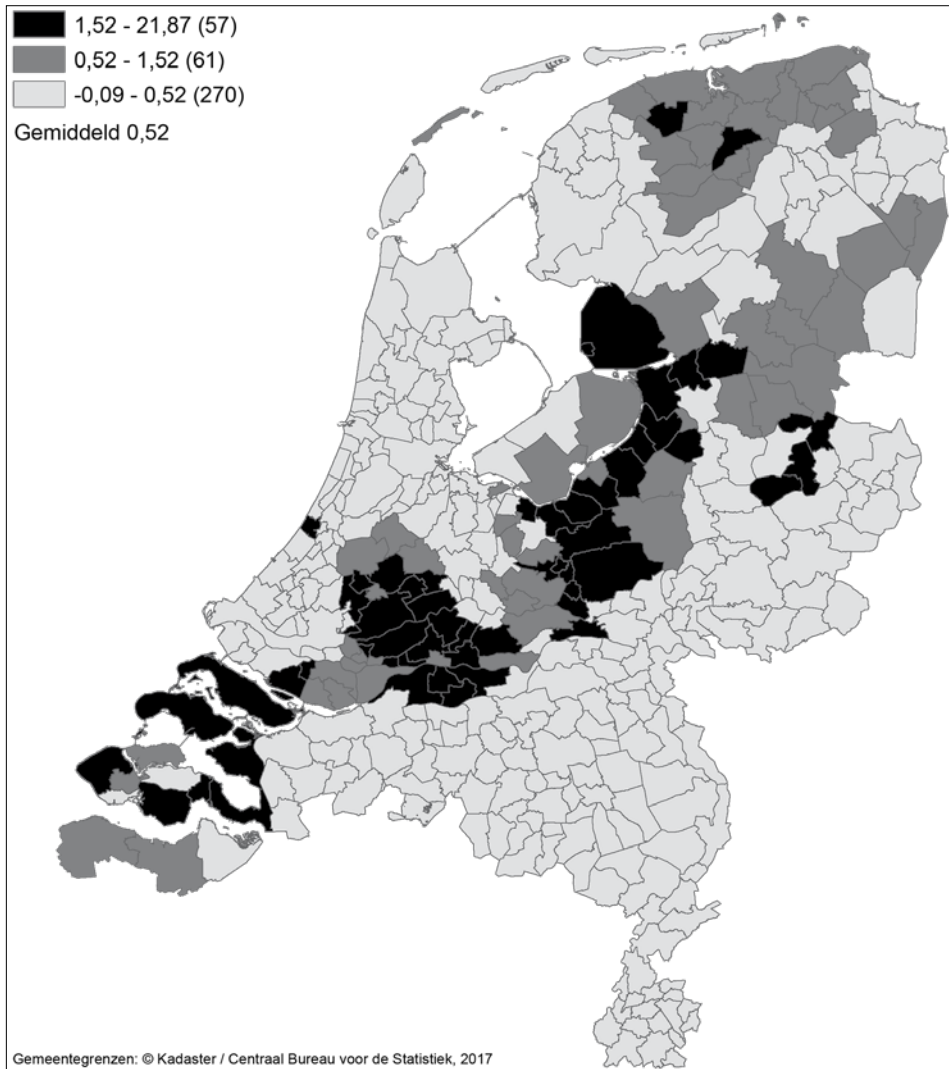 1,52 - 21,87 (57)
0,52 - 1,52 (61)
-0,09 - 0,52 (270)
Gemiddeld 0,52
Gemeentegrenzen: © Kadaster / Centraal Bureau voor de Statistiek, 2017